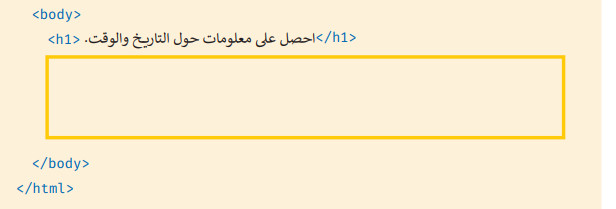 <body>
<h1> احصل على معلومات حول التاريخ والوقت. </h1>
</body>
</html>